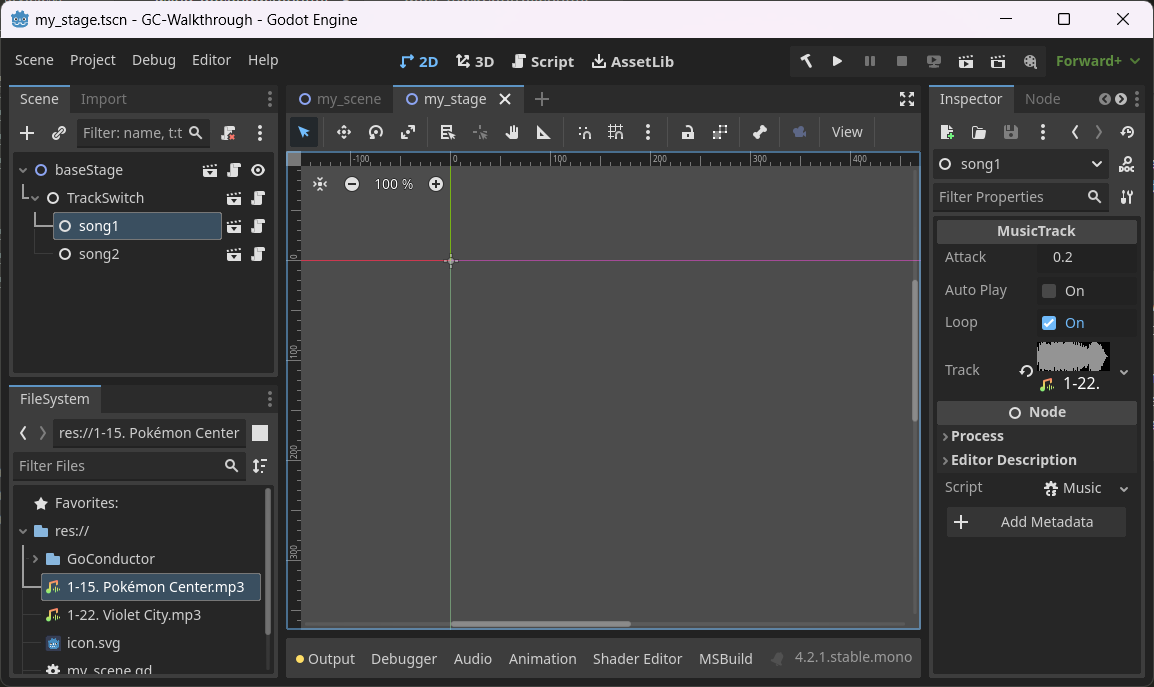 my_stage.tscn - GC-Walkthrough - Godot Engine
Scene Project Debug Editor Help
2D 3D Script AssetLib
Forward+
Scene Import
Filter: name, t:t
baseStage
TrackSwitch
song1
song2
FileSystem
res://1-15. Pokémon Center
Filter Files
Favorites:
res://
GoConductor
1-15. Pokémon Center.mp3
1-22. Violet City.mp3
icon.svg
my_scene.gd
my_scene my_stage
View
-100 0 100 200 300 400
100 %
0
100
200
300
Output Debugger Audio Animation Shader Editor MSBuild 4.2.1.stable.mono
Inspector Node
song1
DOC
Filter Properties
MusicTrack
Attack 0.2
Auto Play On
Loop On
Track 1-22.
Node
Process
Editor Description
Script Music
Add Metadata